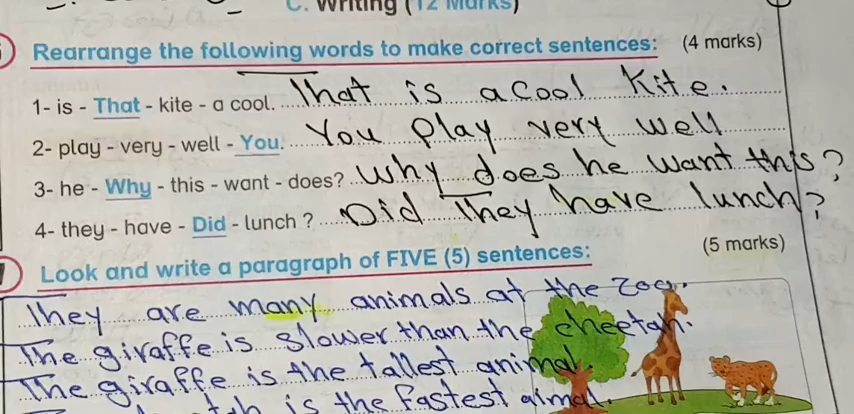 C. Writing (12 Marks)
Rearrange the following words to make correct sentences: (4 marks)
1- is - That - kite - a cool. That is a cool kite.
2- play - very - well - You. You play very well
3- he - Why - this - want - does? Why does he want this?
4- they - have - Did - lunch ? Did They have lunch?
Look and write a paragraph of FIVE (5) sentences: (5 marks)
They are many animals at the zoo.
The giraffe is slower than the cheetah.
The giraffe is the tallest animal.
is the fastest aimal.